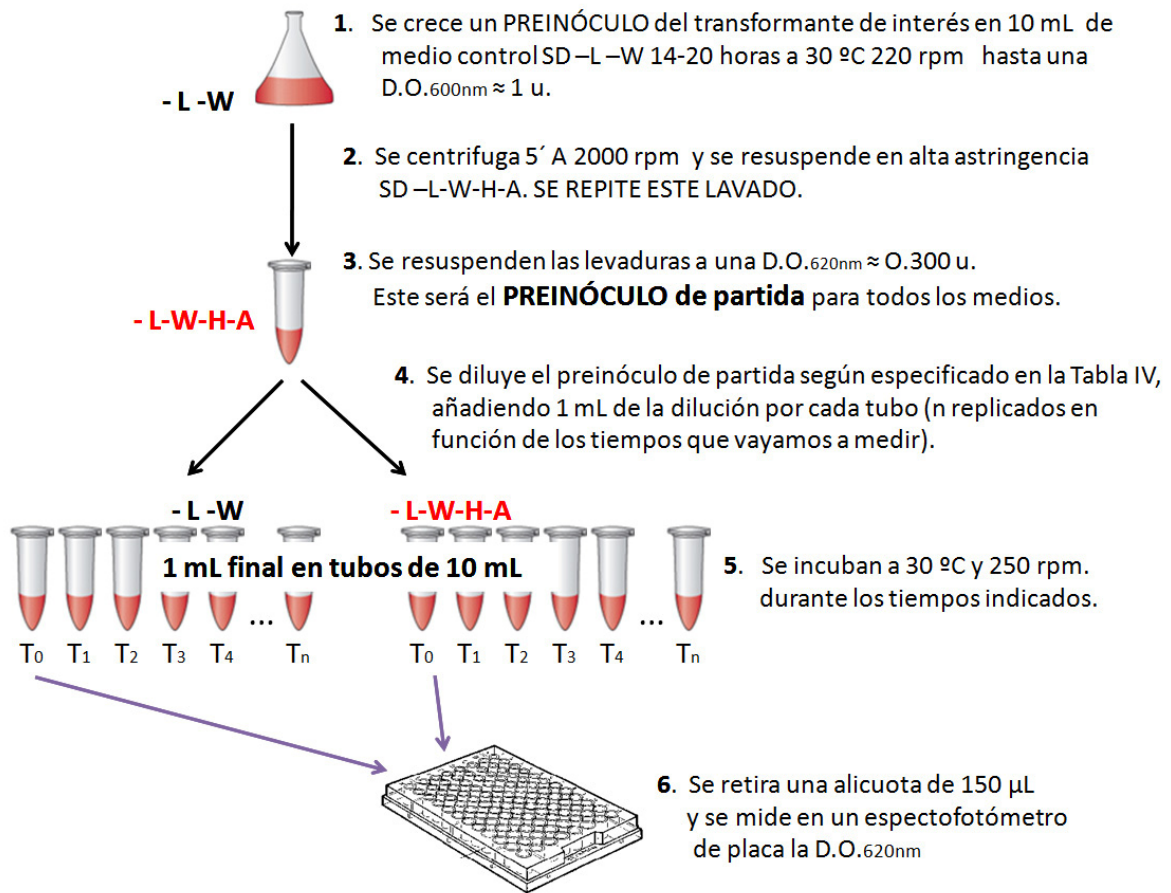 1. Se crece un PREINÓCULO del transformante de interés en 10 mL de
medio control SD –L –W 14-20 horas a 30 ºC 220 rpm hasta una
D.O.600nm ≈ 1 u.
- L -W
2. Se centrifuga 5´ A 2000 rpm y se resuspende en alta astringencia
SD –L-W-H-A. SE REPITE ESTE LAVADO.
3. Se resuspenden las levaduras a una D.O.620nm ≈ O.300 u.
Este será el PREINÓCULO de partida para todos los medios.
- L-W-H-A
4. Se diluye el preinóculo de partida según especificado en la Tabla IV,
añadiendo 1 mL de la dilución por cada tubo (n replicados en
función de los tiempos que vayamos a medir).
- L -W
- L-W-H-A
1 mL final en tubos de 10 mL
5. Se incuban a 30 ºC y 250 rpm.
durante los tiempos indicados.
... ...
T0 T1 T2 T3 T4 Tn T0 T1 T2 T3 T4 Tn
6. Se retira una alicuota de 150 µL
y se mide en un espectofotómetro
de placa la D.O.620nm